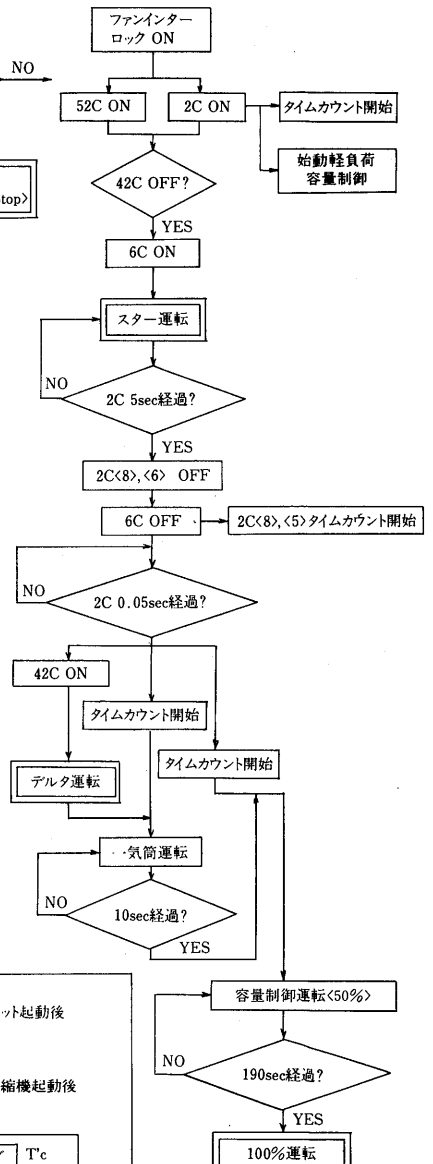 ファンインター
ロック ON
NO
52C ON
2C ON
タイムカウント開始
始動軽負荷
容量制御
top〉
42C OFF?
YES
6C ON
スター運転
NO
2C 5sec経過?
YES
2C〈8〉,〈6〉 OFF
6C OFF
2C〈8〉,〈5〉タイムカウント開始
NO
2C 0.05sec経過?
42C ON
タイムカウント開始
タイムカウント開始
デルタ運転
一気筒運転
NO
10sec経過?
YES
ット起動後
容量制御運転〈50%〉
縮機起動後
NO
190sec経過?
YES
T'c
100%運転